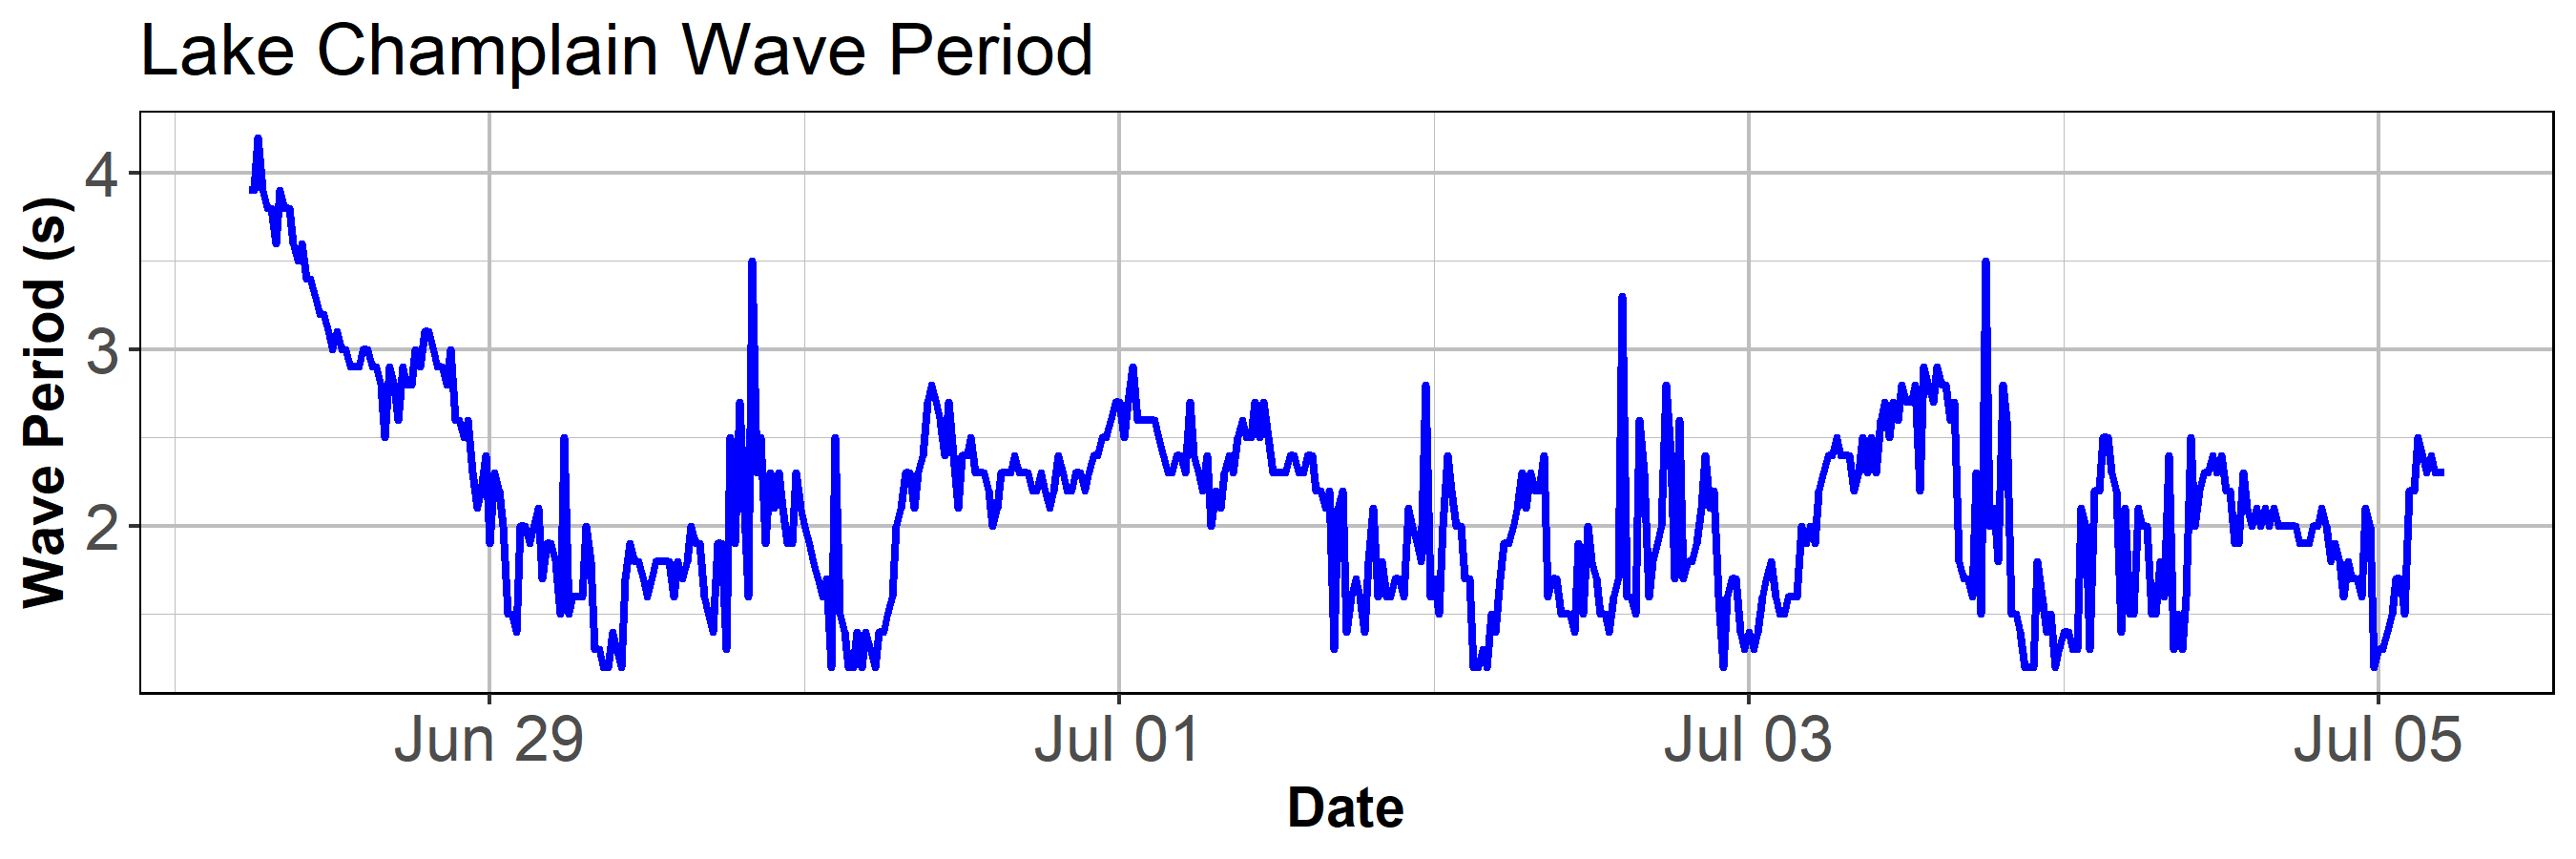 Lake Champlain Wave Period
Wave Period (s)
4
3
2
Jun 29
Jul 01
Jul 03
Jul 05
Date